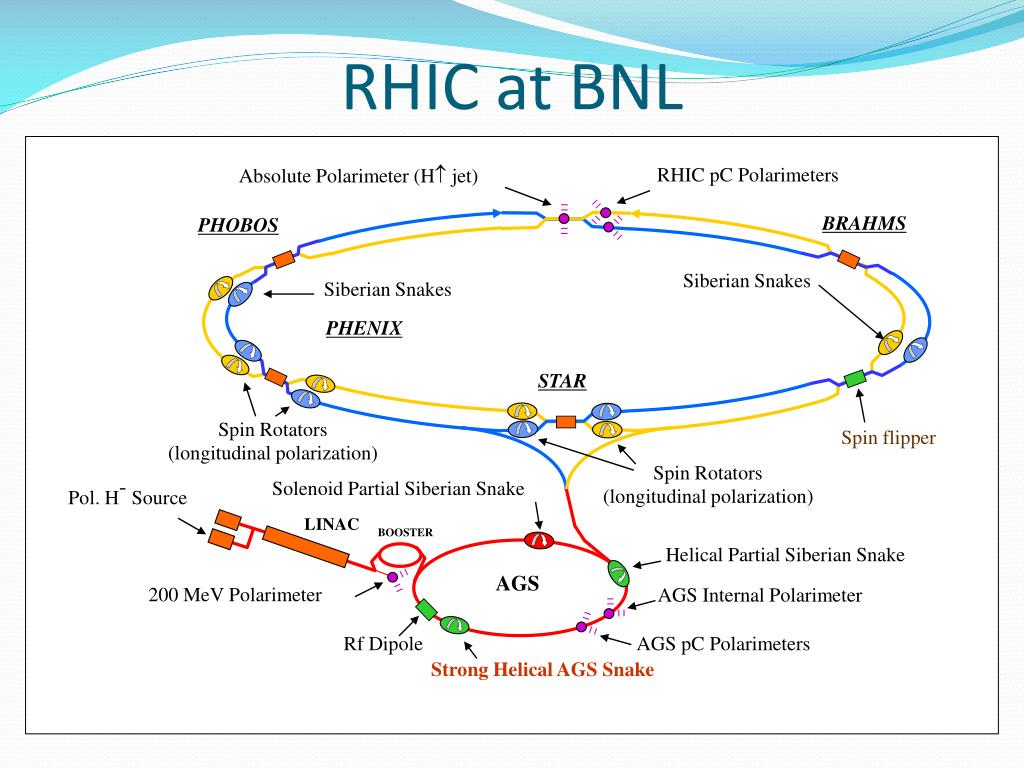 RHIC at BNL
Absolute Polarimeter (H↑ jet)
RHIC pC Polarimeters
PHOBOS
BRAHMS
Siberian Snakes
Siberian Snakes
PHENIX
STAR
Spin Rotators
(longitudinal polarization)
Spin flipper
Spin Rotators
(longitudinal polarization)
Solenoid Partial Siberian Snake
Pol. H⁻ Source
LINAC
BOOSTER
Helical Partial Siberian Snake
AGS
200 MeV Polarimeter
AGS Internal Polarimeter
Rf Dipole
AGS pC Polarimeters
Strong Helical AGS Snake